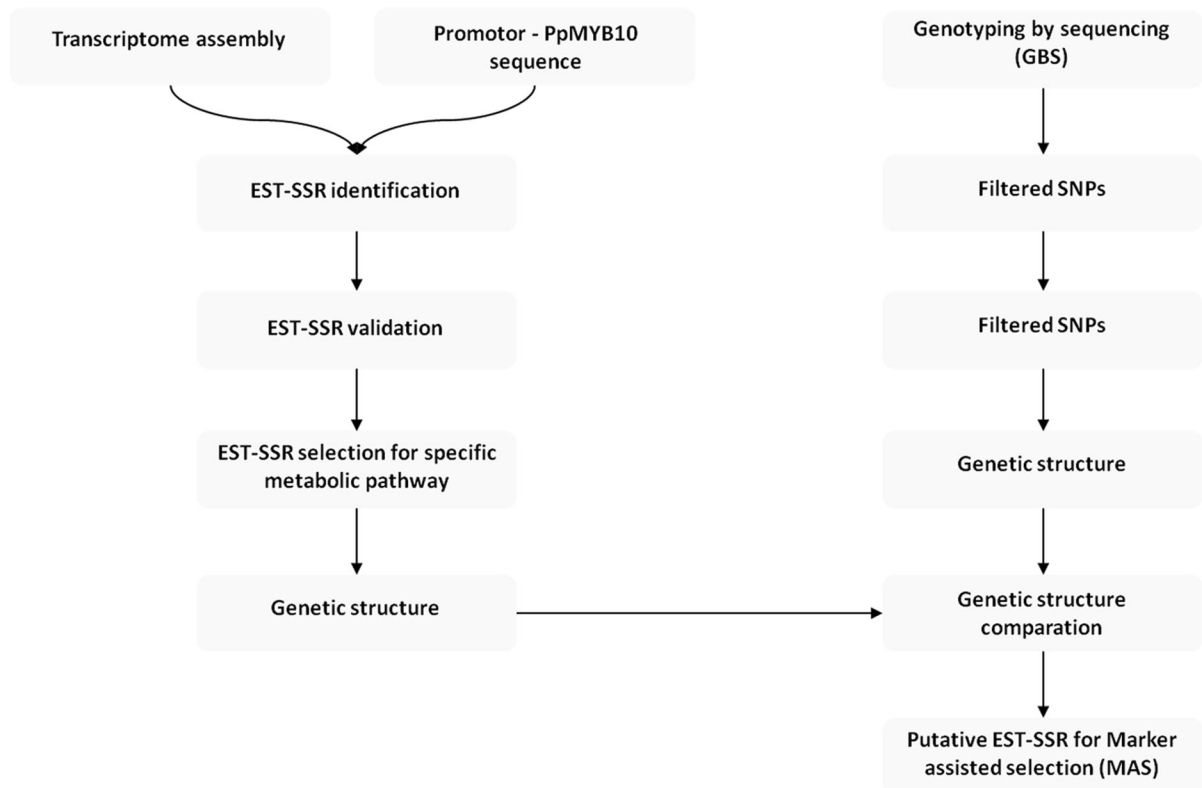 Transcriptome assembly
Promotor - PpMYB10
sequence
EST-SSR identification
EST-SSR validation
EST-SSR selection for specific
metabolic pathway
Genetic structure
Genotyping by sequencing
(GBS)
Filtered SNPs
Filtered SNPs
Genetic structure
Genetic structure
comparation
Putative EST-SSR for Marker
assisted selection (MAS)